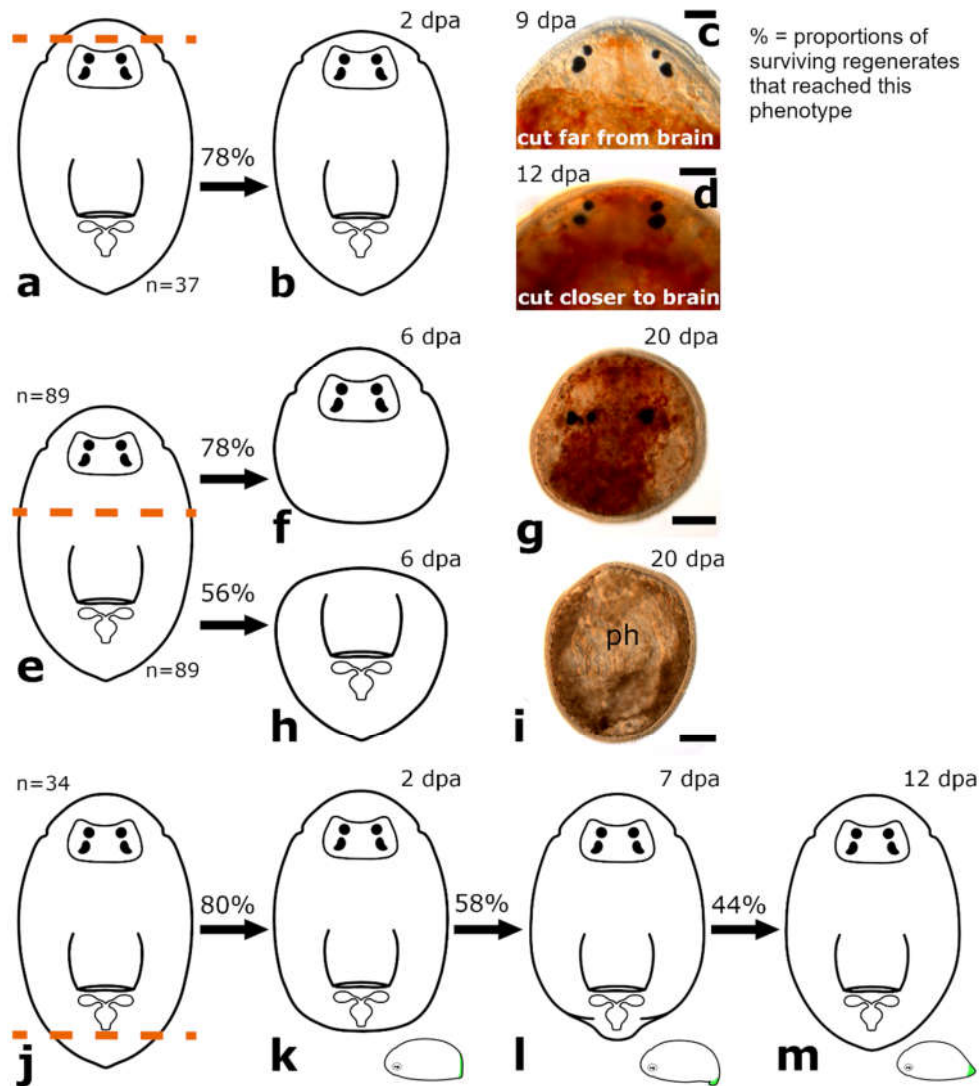 2 dpa
9 dpa
c
% = proportions of
surviving regenerates
that reached this
phenotype
cut far from brain
78%
12 dpa
d
cut closer to brain
a
n=37
b
6 dpa
20 dpa
n=89
78%
f
g
6 dpa
20 dpa
56%
ph
e
n=89
h
i
n=34
2 dpa
7 dpa
12 dpa
80%
58%
44%
j
k
l
m